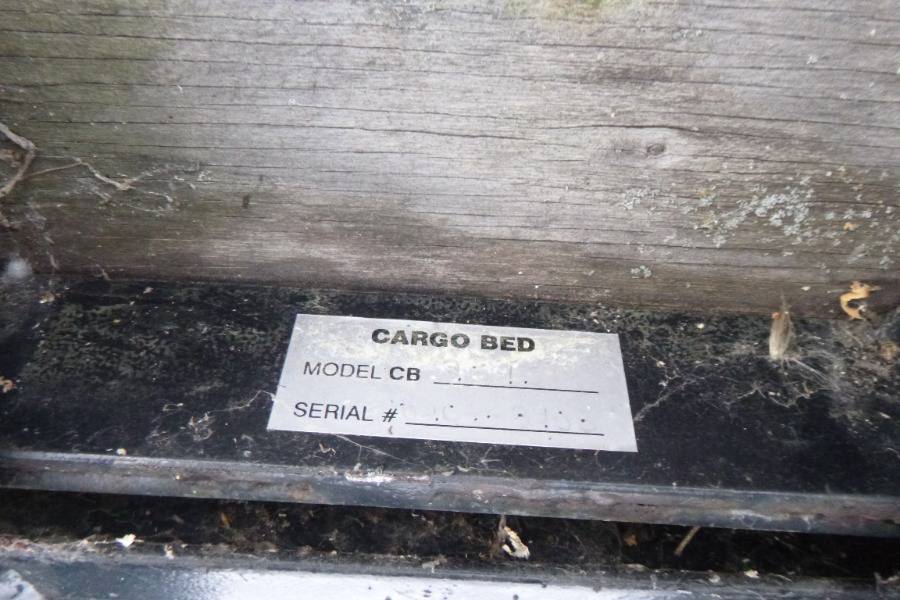 CARGO BED
MODEL CB
SERIAL #